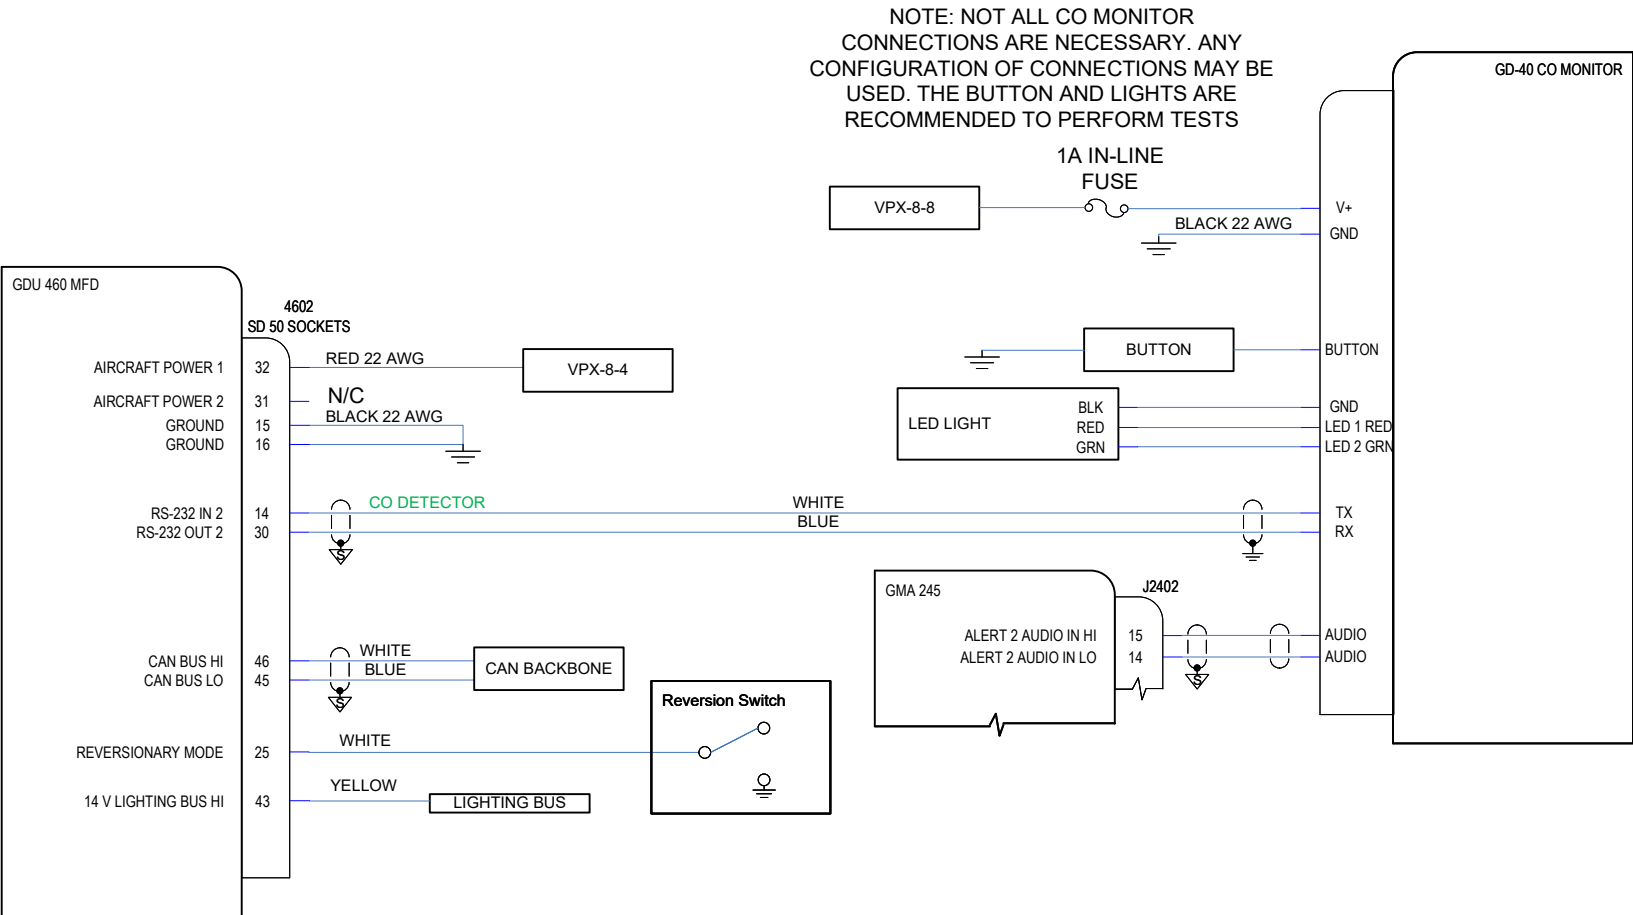 NOTE: NOT ALL CO MONITOR
CONNECTIONS ARE NECESSARY. ANY
CONFIGURATION OF CONNECTIONS MAY BE
USED. THE BUTTON AND LIGHTS ARE
RECOMMENDED TO PERFORM TESTS
GD-40 CO MONITOR
1A IN-LINE
FUSE
VPX-8-8
V+
BLACK 22 AWG
GND
BUTTON
BUTTON
LED LIGHT
BLK
RED
GRN
GND
LED 1 RED
LED 2 GRN
GDU 460 MFD
4602
SD 50 SOCKETS
AIRCRAFT POWER 1
32
RED 22 AWG
VPX-8-4
AIRCRAFT POWER 2
31
N/C
GROUND
15
BLACK 22 AWG
GROUND
16
RS-232 IN 2
14
CO DETECTOR
WHITE
TX
RS-232 OUT 2
30
BLUE
RX
S
GMA 245
J2402
ALERT 2 AUDIO IN HI
15
AUDIO
ALERT 2 AUDIO IN LO
14
AUDIO
S
CAN BUS HI
46
WHITE
CAN BUS LO
45
BLUE
CAN BACKBONE
S
Reversion Switch
REVERSIONARY MODE
25
WHITE
14 V LIGHTING BUS HI
43
YELLOW
LIGHTING BUS